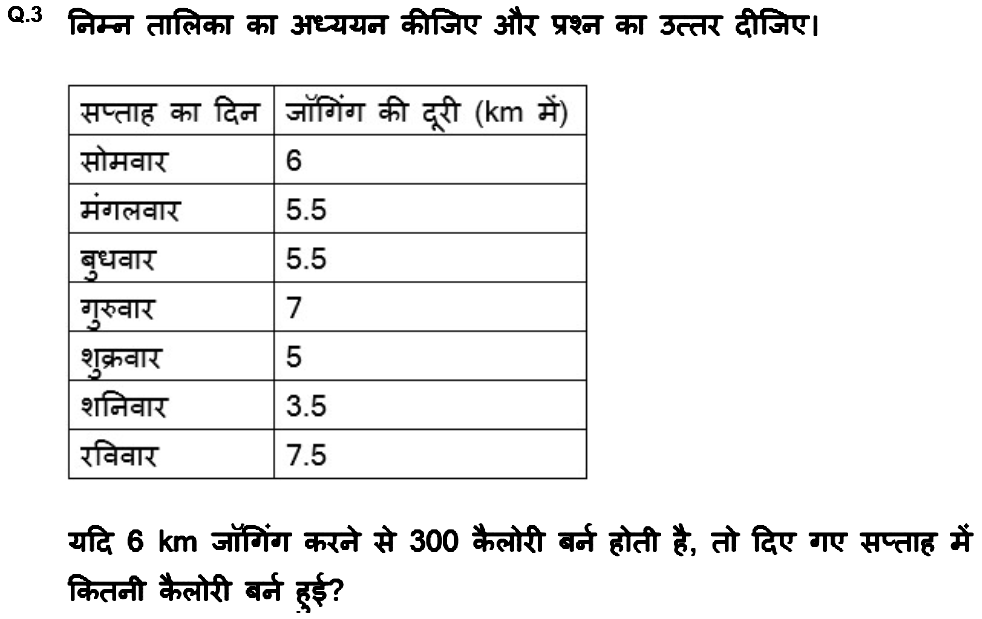 Q.3 निम्न तालिका का अध्ययन कीजिए और प्रश्न का उत्तर दीजिए।
सप्ताह का दिन जॉगिंग की दूरी (km में)
सोमवार 6
मंगलवार 5.5
बुधवार 5.5
गुरुवार 7
शुक्रवार 5
शनिवार 3.5
रविवार 7.5
यदि 6 km जॉगिंग करने से 300 कैलोरी बर्न होती है, तो दिए गए सप्ताह में
कितनी कैलोरी बर्न हुई?